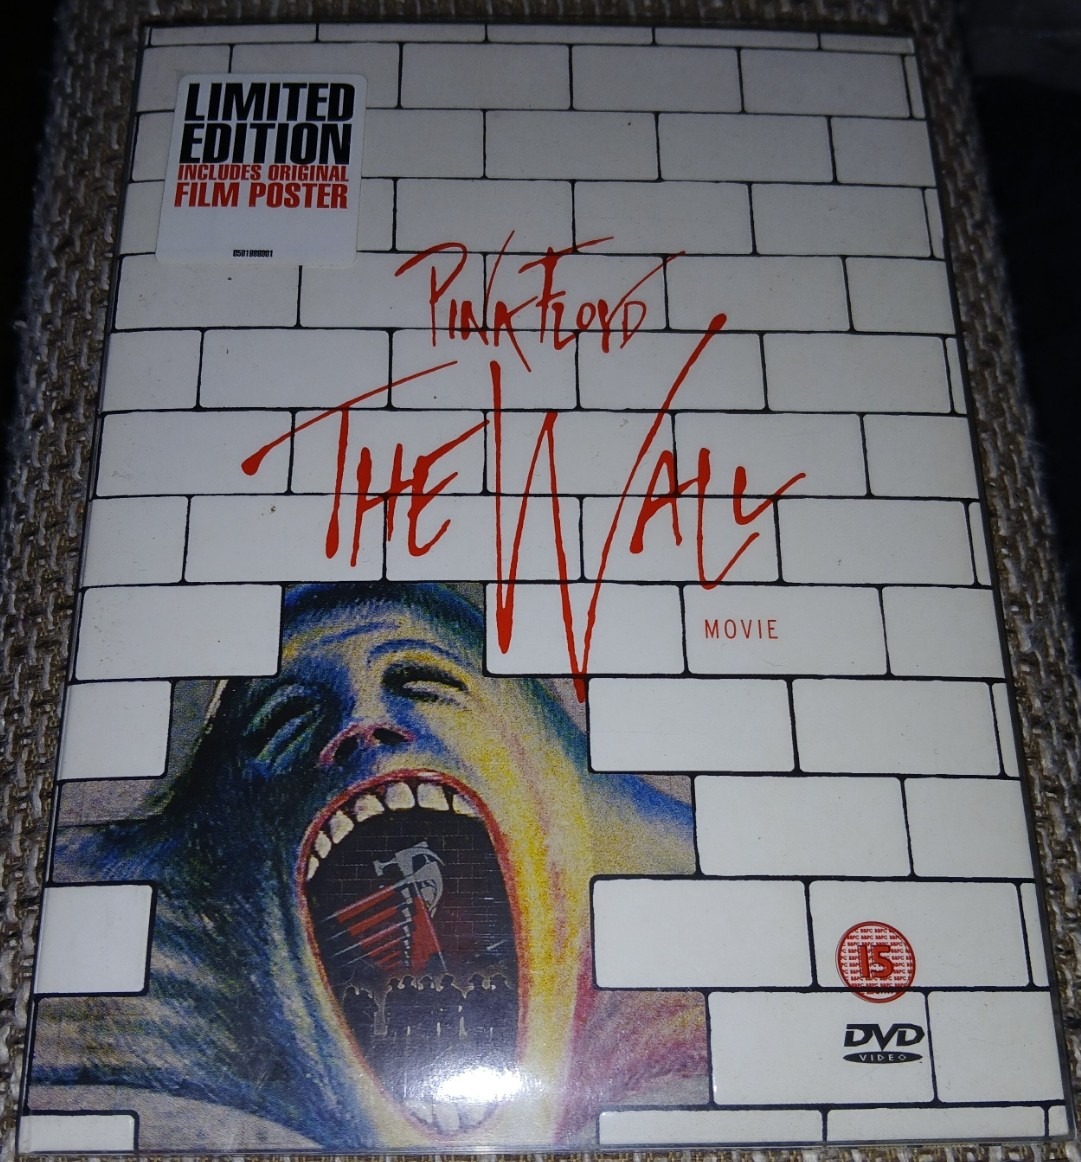 LIMITED
EDITION
INCLUDES ORIGINAL
FILM POSTER
PINK FLOYD
THE WALL
MOVIE
15
DVD
VIDEO